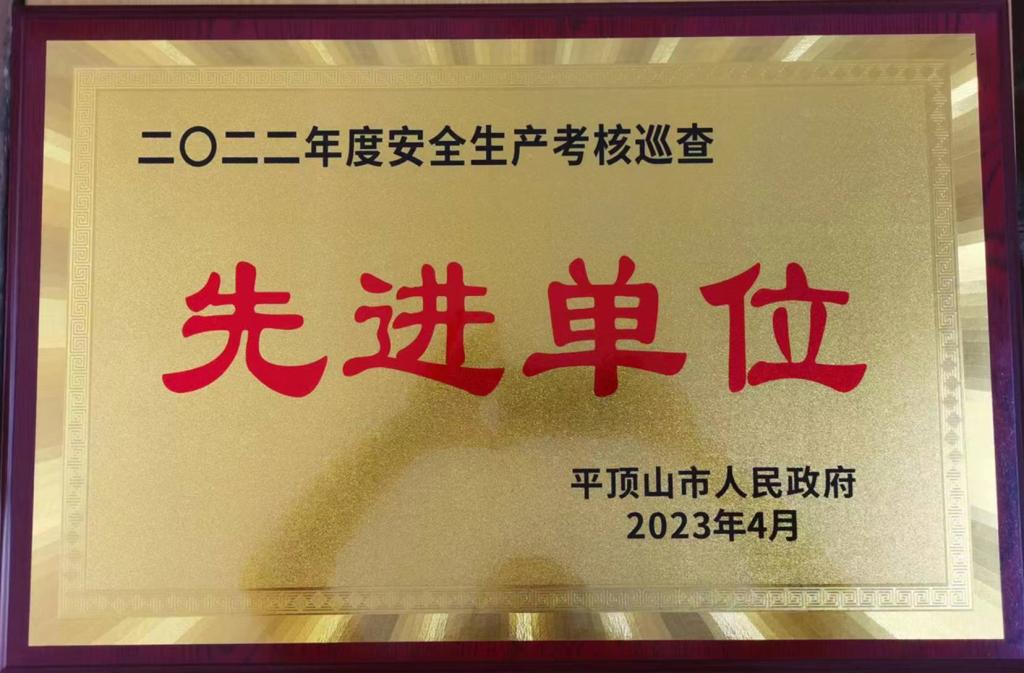 二〇二二年度安全生产考核巡查
先进单位
平顶山市人民政府
2023年4月